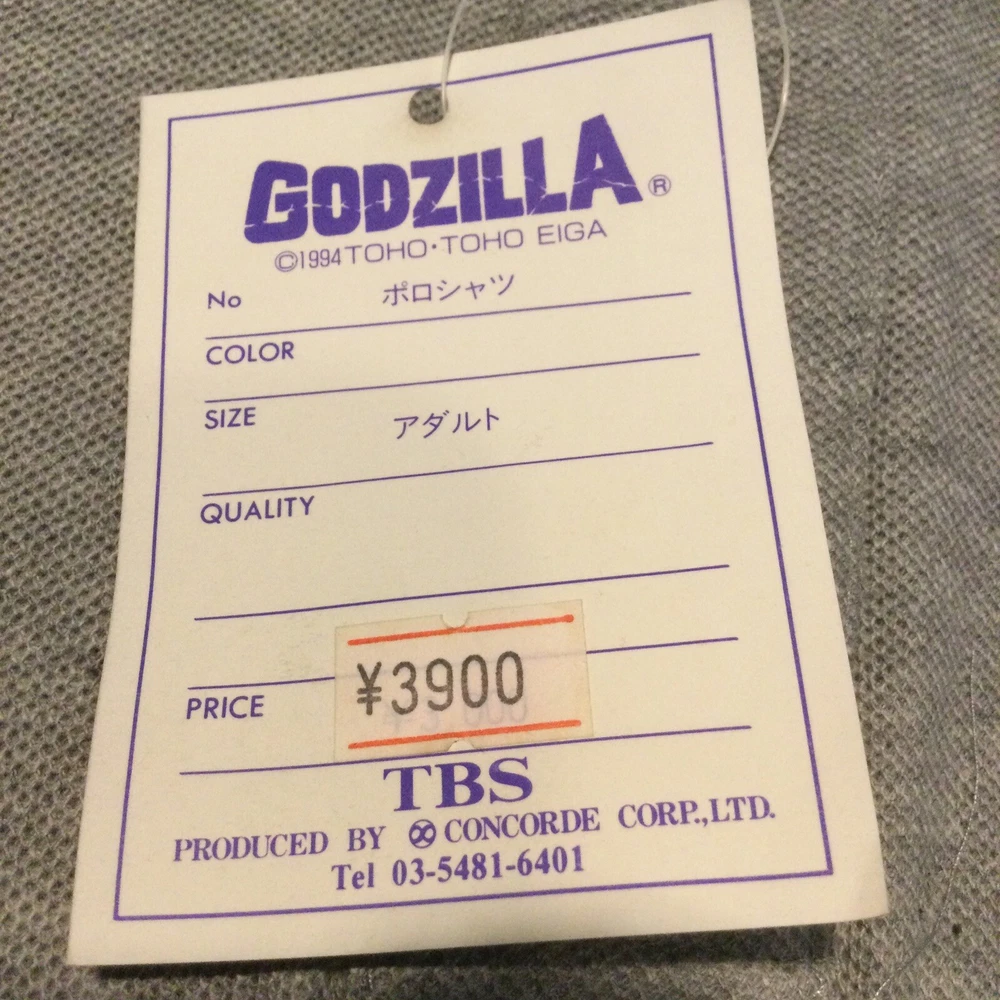 GODZILLA®
©1994 TOHO・TOHO EIGA
No ポロシャツ
COLOR
SIZE アダルト
QUALITY
¥3900
PRICE
TBS
PRODUCED BY CONCORDE CORP.,LTD.
Tel 03-5481-6401